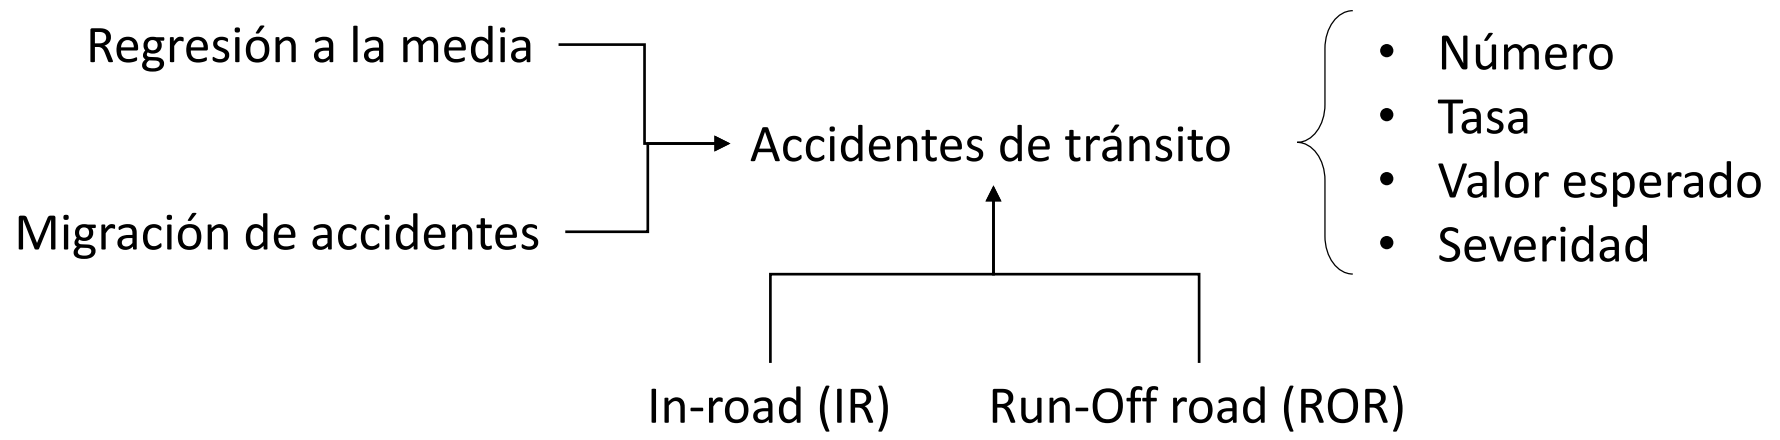 Regresión a la media
Migración de accidentes
Accidentes de tránsito
• Número
• Tasa
• Valor esperado
• Severidad
In-road (IR)
Run-Off road (ROR)